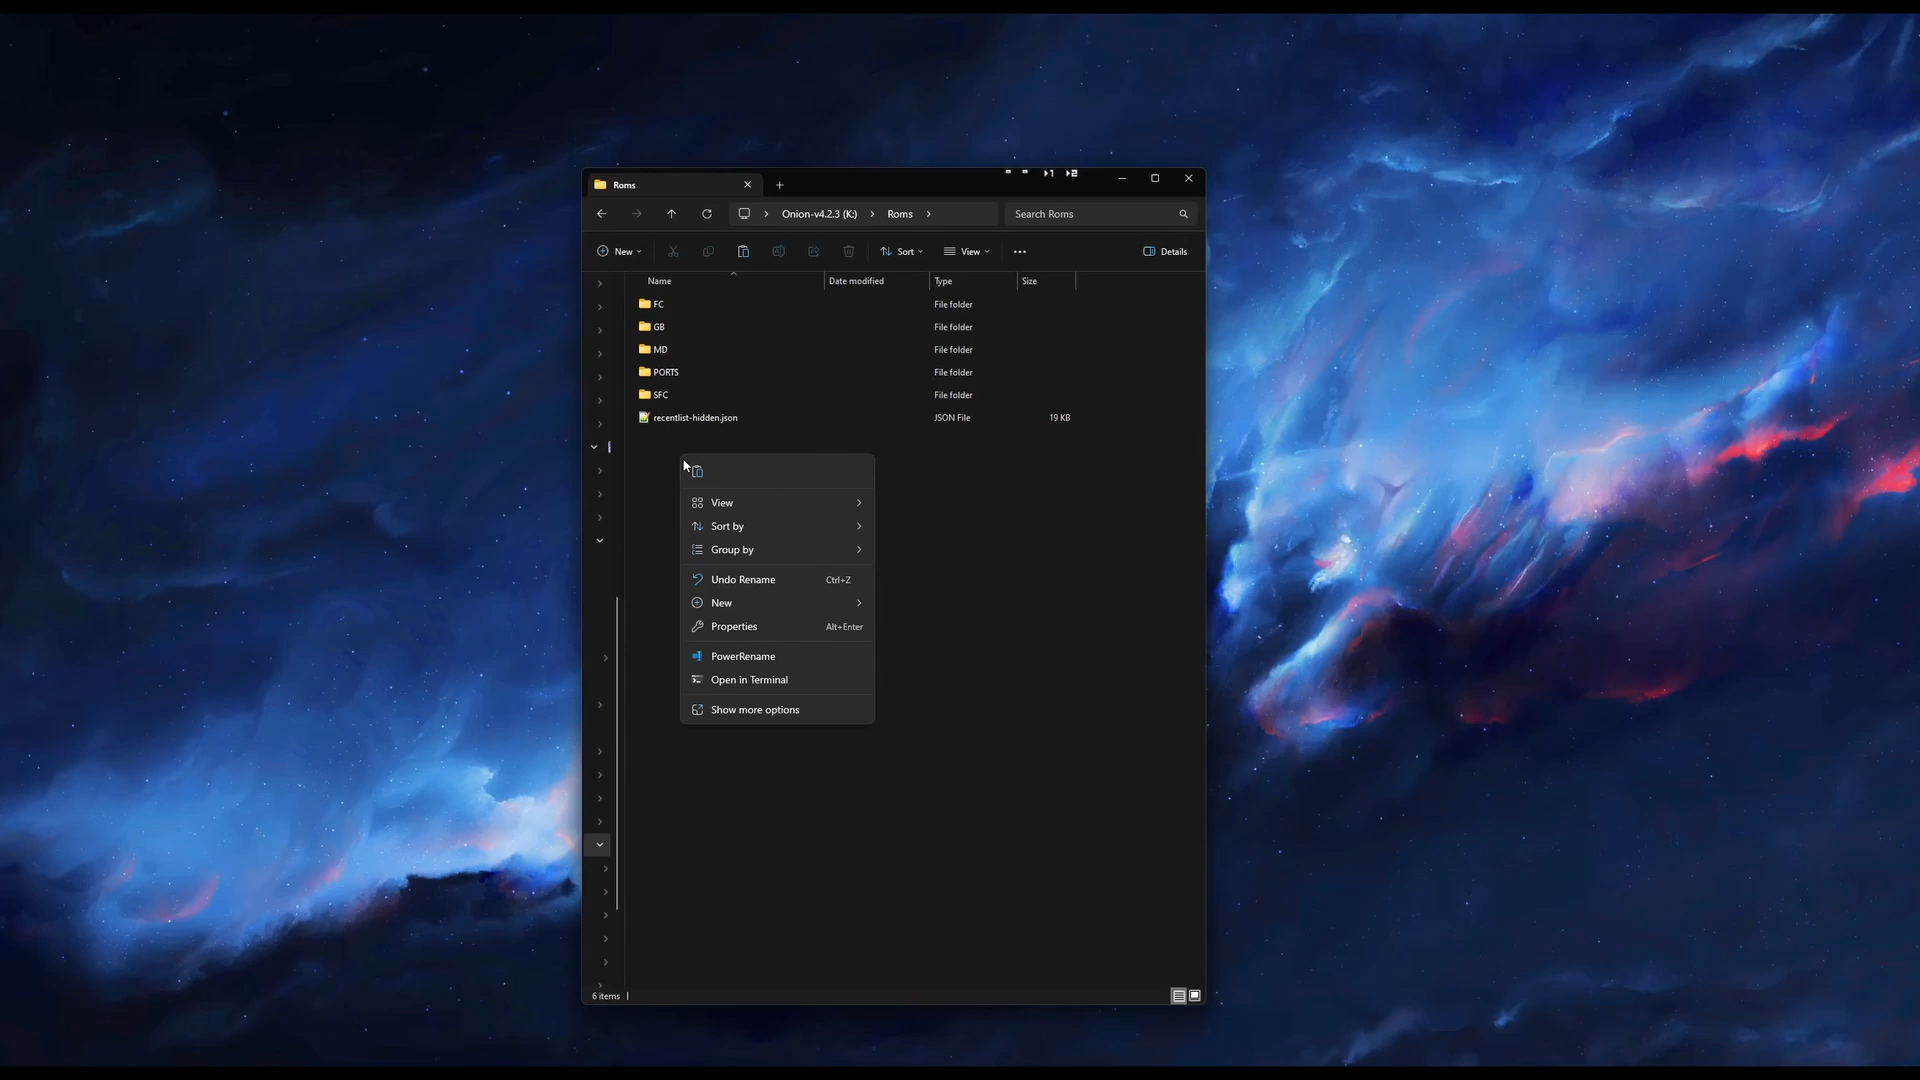 Roms
Onion-v4.2.3 (K:) Roms
Search Roms
New Sort View Details
Name Date modified Type Size
FC File folder
GB File folder
MD File folder
PORTS File folder
SFC File folder
recentlist-hidden.json JSON File 19 KB
View
Sort by
Group by
Undo Rename Ctrl+Z
New
Properties Alt+Enter
PowerRename
Open in Terminal
Show more options
6 items